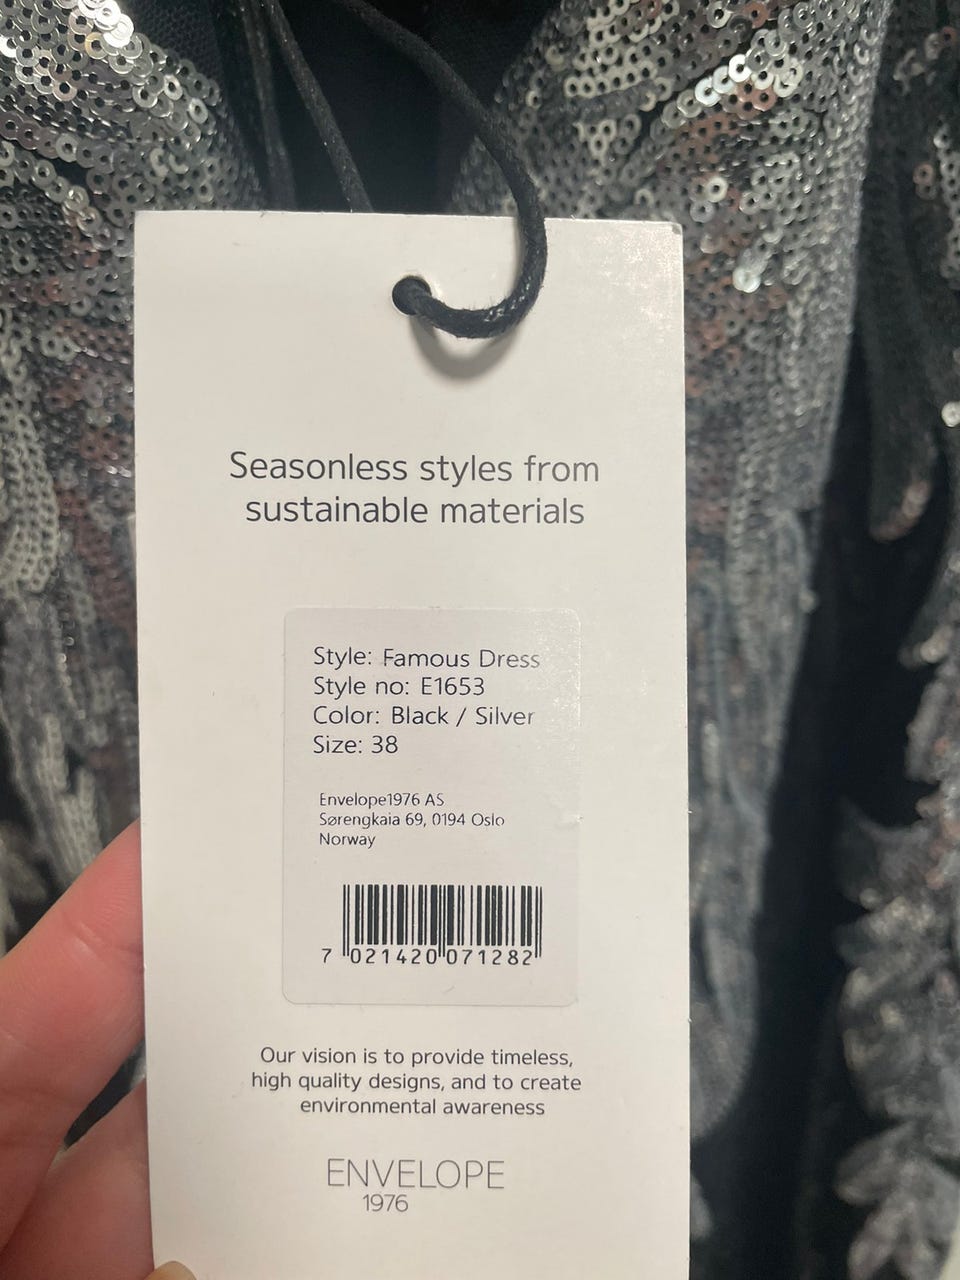 Seasonless styles from
sustainable materials
Style: Famous Dress
Style no: E1653
Color: Black / Silver
Size: 38
Envelope1976 AS
Sørengkaia 69, 0194 Oslo
Norway
7 021420 071282
Our vision is to provide timeless,
high quality designs, and to create
environmental awareness
ENVELOPE
1976